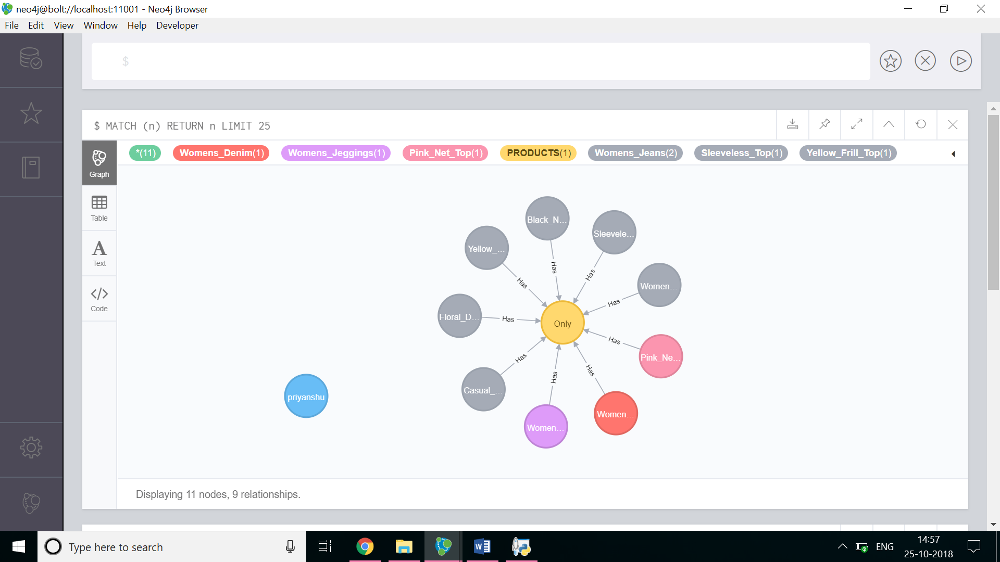 neo4j@bolt://localhost:11001 - Neo4j Browser
File Edit View Window Help Developer
$
$ MATCH (n) RETURN n LIMIT 25
*(11) Womens_Denim(1) Womens_Jeggings(1) Pink_Net_Top(1) PRODUCTS(1) Womens_Jeans(2) Sleeveless_Top(1) Yellow_Frill_Top(1)
Graph
Table
Text
Code
Black_N...
Sleevele...
Yellow_...
Has
Has
Has
Women...
Has
Floral_D...
Has
Only
Has
Pink_Ne...
Has
Has
Has
Casual_...
priyanshu
Women...
Women...
Displaying 11 nodes, 9 relationships.
Type here to search
ENG
14:57
25-10-2018